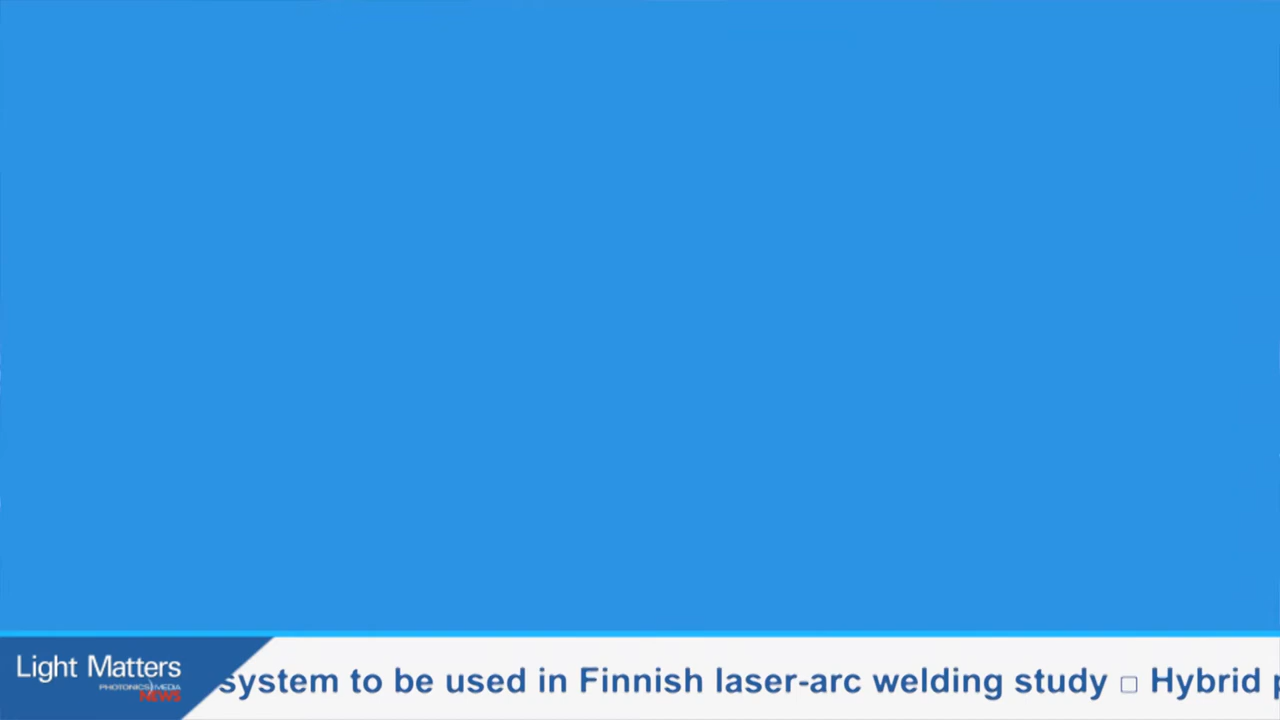 Light Matters
PHOTONICS MEDIA
NEWS
system to be used in Finnish laser-arc welding study □ Hybrid